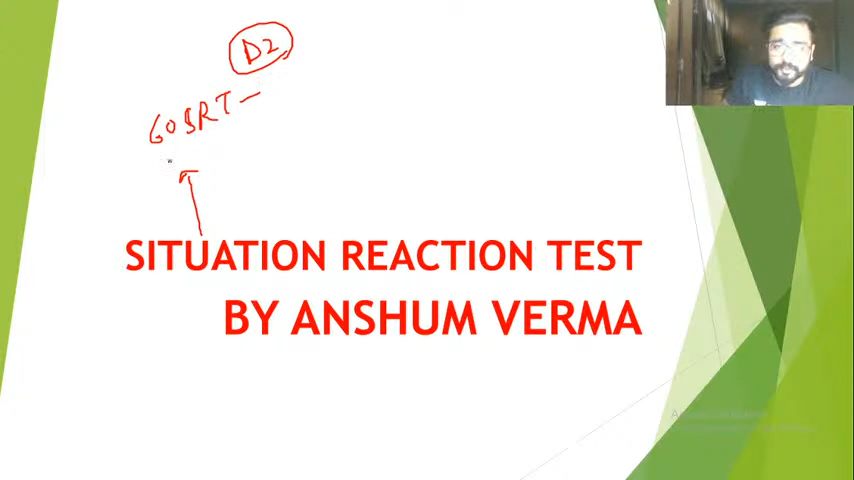 D2
60 SRT -
SITUATION REACTION TEST
BY ANSHUM VERMA